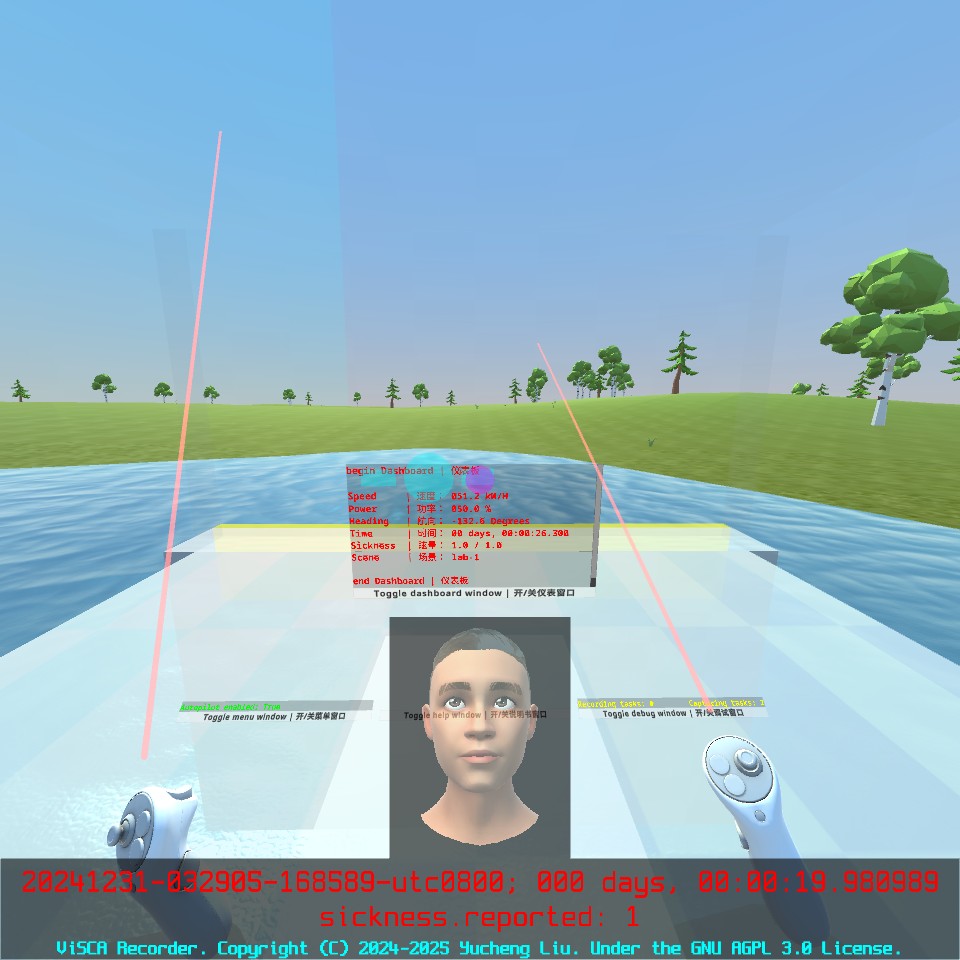 begin Dashboard | 仪表板
Speed | 速度： 051.2 kM/H
Power | 功率： 050.0 %
Heading | 航向： -132.6 Degrees
Time | 时间： 00 days, 00:00:26.300
Sickness | 适晕： 1.0 / 1.0
Scene | 场景： lab-1
end Dashboard | 仪表板
Toggle dashboard window | 开/关仪表窗口
Autopilot enabled: True
Toggle menu window | 开/关菜单窗口
Toggle help window | 开/关说明书窗口
Recording tasks: 0 Capturing tasks: 2
Toggle debug window | 开/关调试窗口
20241231-032905-168589-utc0800; 000 days, 00:00:19.980989
sickness.reported: 1
ViSCA Recorder. Copyright (C) 2024-2025 Yucheng Liu. Under the GNU AGPL 3.0 License.